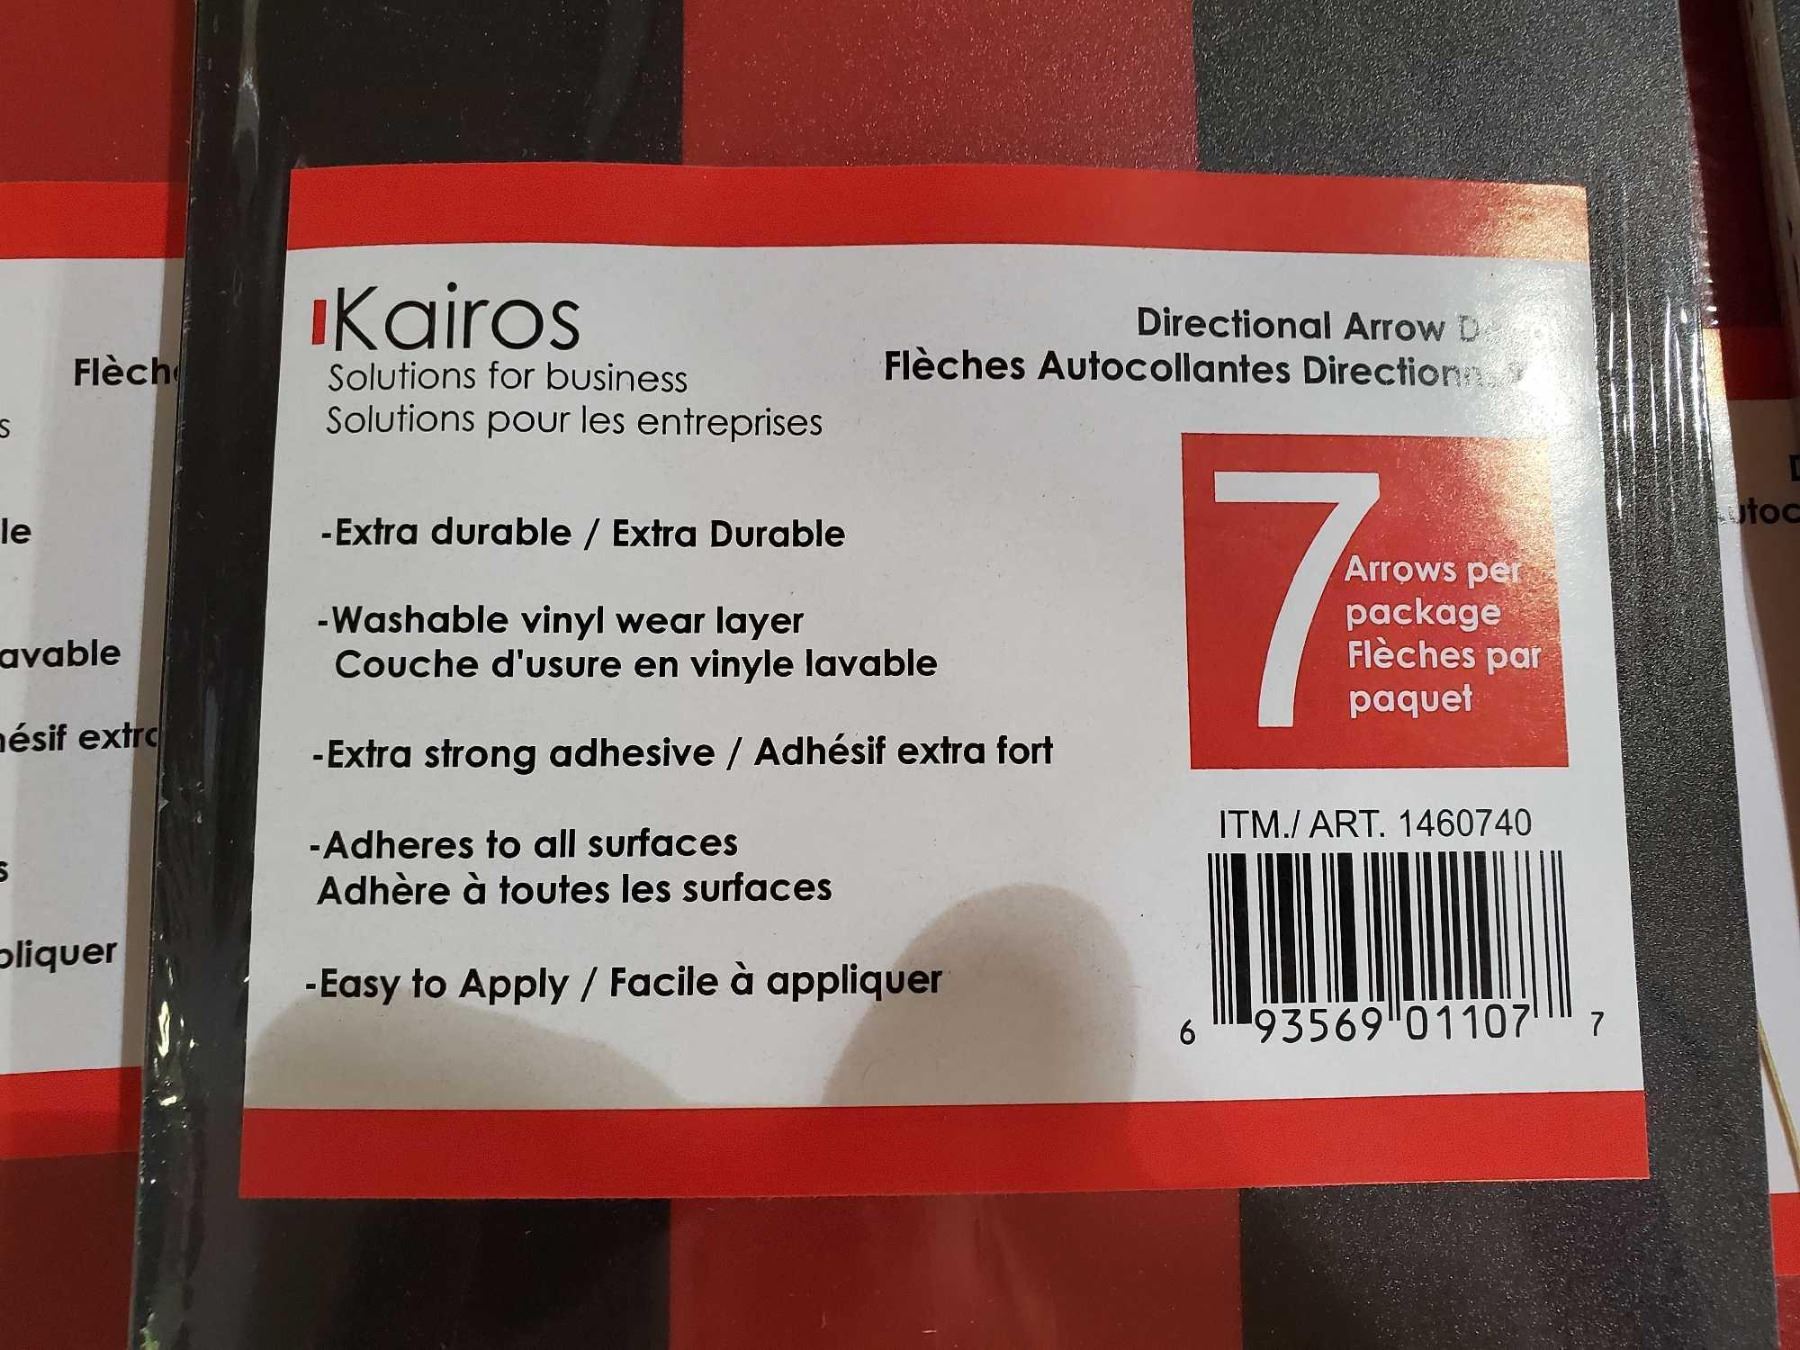 Kairos
Solutions for business
Solutions pour les entreprises
Directional Arrow
Flèches Autocollantes
-Extra durable / Extra Durable
-Washable vinyl wear layer
Couche d'usure en vinyle lavable
-Extra strong adhesive / Adhésif extra fort
-Adheres to all surfaces
Adhère à toutes les surfaces
-Easy to Apply / Facile à appliquer
7
Arrows per
package
Flèches par
paquet
ITM./ ART. 1460740
6 93569 01107 7
avable
ésif extra